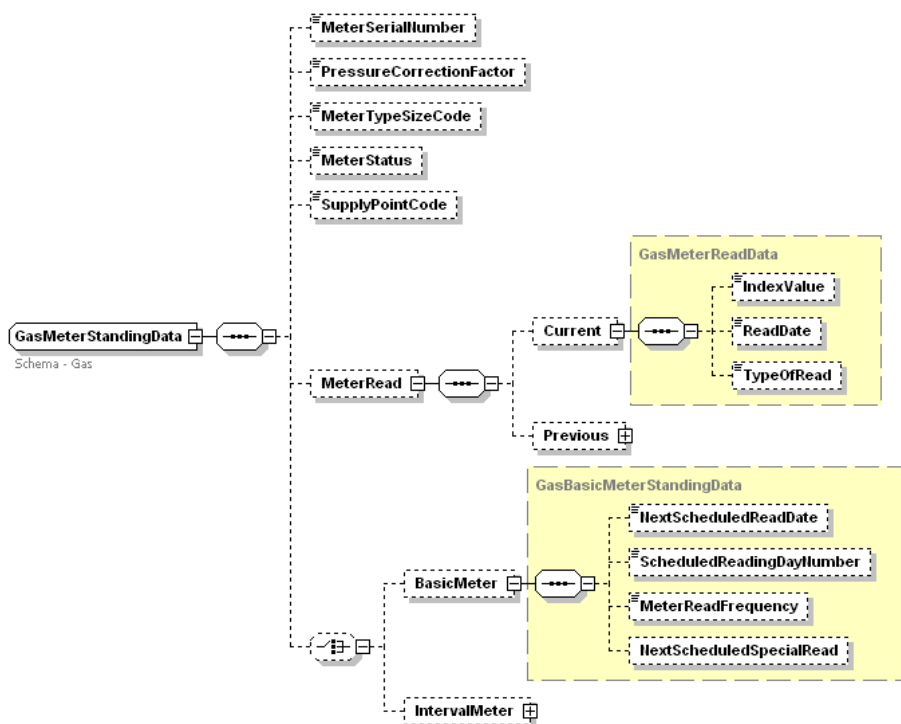 MeterSerialNumber
PressureCorrectionFactor
MeterTypeSizeCode
MeterStatus
SupplyPointCode
GasMeterStandingData
Schema - Gas
MeterRead
Current
GasMeterReadData
IndexValue
ReadDate
TypeOfRead
Previous
GasBasicMeterStandingData
BasicMeter
NextScheduledReadDate
ScheduledReadingDayNumber
MeterReadFrequency
NextScheduledSpecialRead
IntervalMeter